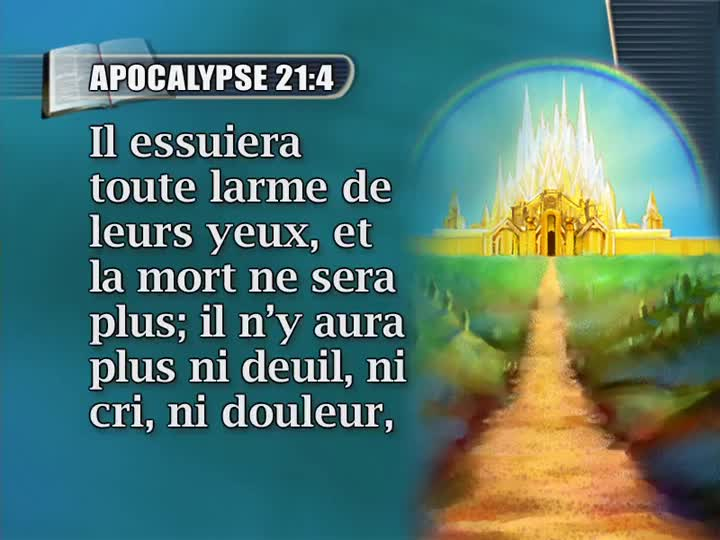 APOCALYPSE 21:4
Il essuiera
toute larme de
leurs yeux, et
la mort ne sera
plus; il n’y aura
plus ni deuil, ni
cri, ni douleur,